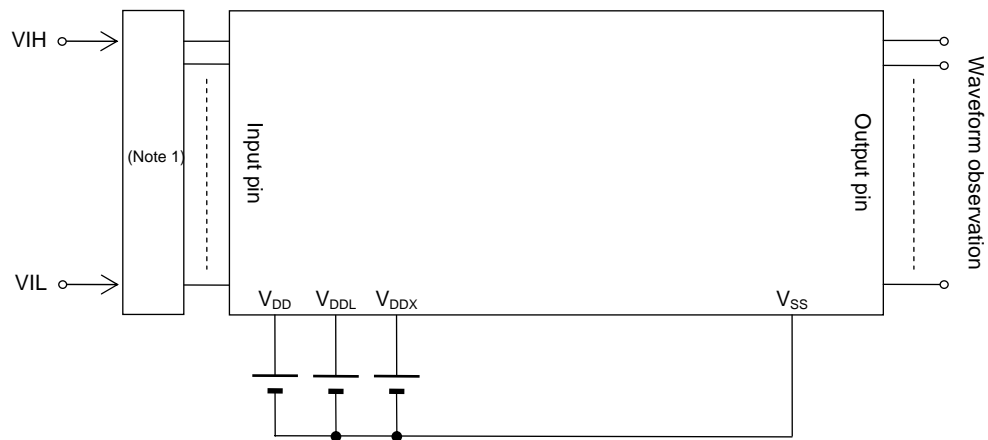 VIH
(Note 1)
VIL
Input pin
Output pin
Waveform observation
VDD
VDDL
VDDX
VSS